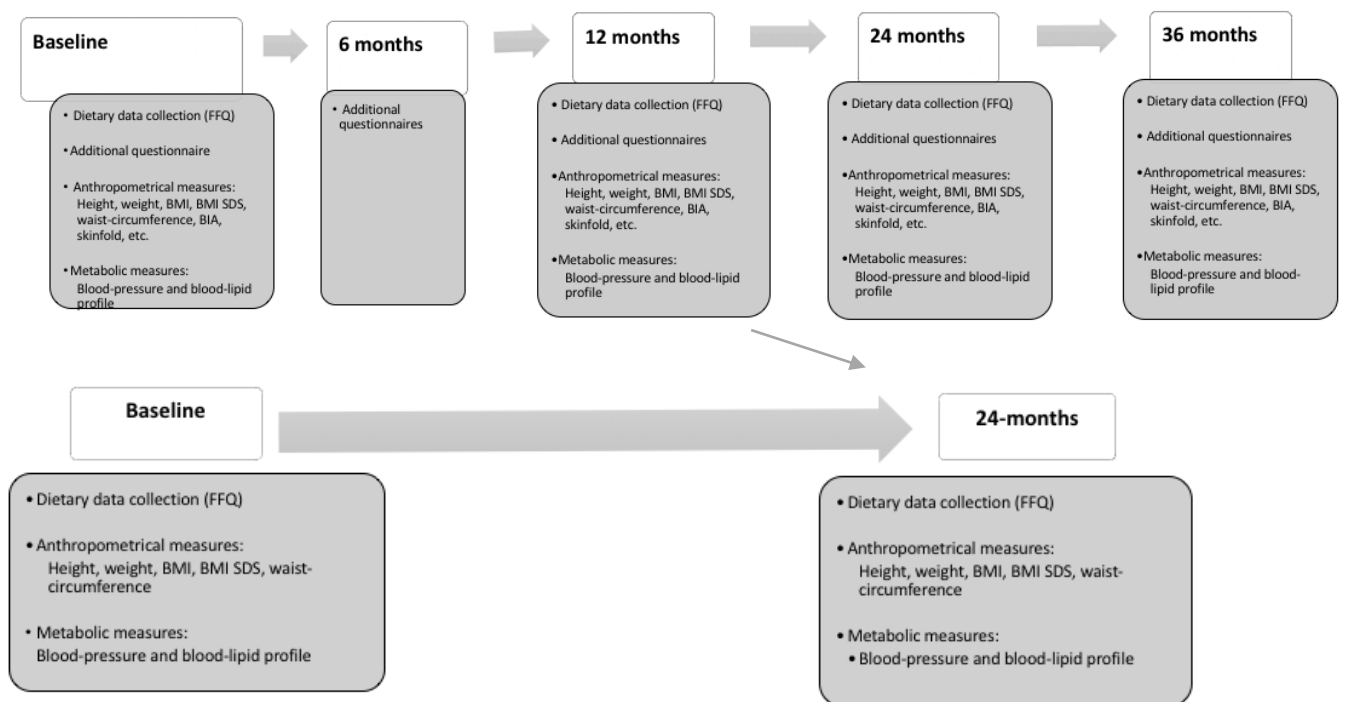 Baseline
• Dietary data collection (FFQ)
• Additional questionnaire
• Anthropometrical measures:
Height, weight, BMI, BMI SDS,
waist-circumference, BIA,
skinfold, etc.
• Metabolic measures:
Blood-pressure and blood-lipid
profile
6 months
• Additional
questionnaires
12 months
• Dietary data collection (FFQ)
• Additional questionnaires
•Anthropometrical measures:
Height, weight, BMI, BMI SDS,
waist-circumference, BIA,
skinfold, etc.
•Metabolic measures:
Blood-pressure and blood-lipid
profile
24 months
• Dietary data collection (FFQ)
• Additional questionnaires
•Anthropometrical measures:
Height, weight, BMI, BMI SDS,
waist-circumference, BIA,
skinfold, etc.
•Metabolic measures:
Blood-pressure and blood-lipid
profile
36 months
• Dietary data collection (FFQ)
• Additional questionnaires
•Anthropometrical measures:
Height, weight, BMI, BMI SDS,
waist-circumference, BIA,
skinfold, etc.
•Metabolic measures:
Blood-pressure and blood-
lipid profile
Baseline
• Dietary data collection (FFQ)
• Anthropometrical measures:
Height, weight, BMI, BMI SDS, waist-
circumference
• Metabolic measures:
Blood-pressure and blood-lipid profile
24-months
• Dietary data collection (FFQ)
• Anthropometrical measures:
Height, weight, BMI, BMI SDS, waist-
circumference
• Metabolic measures:
• Blood-pressure and blood-lipid profile